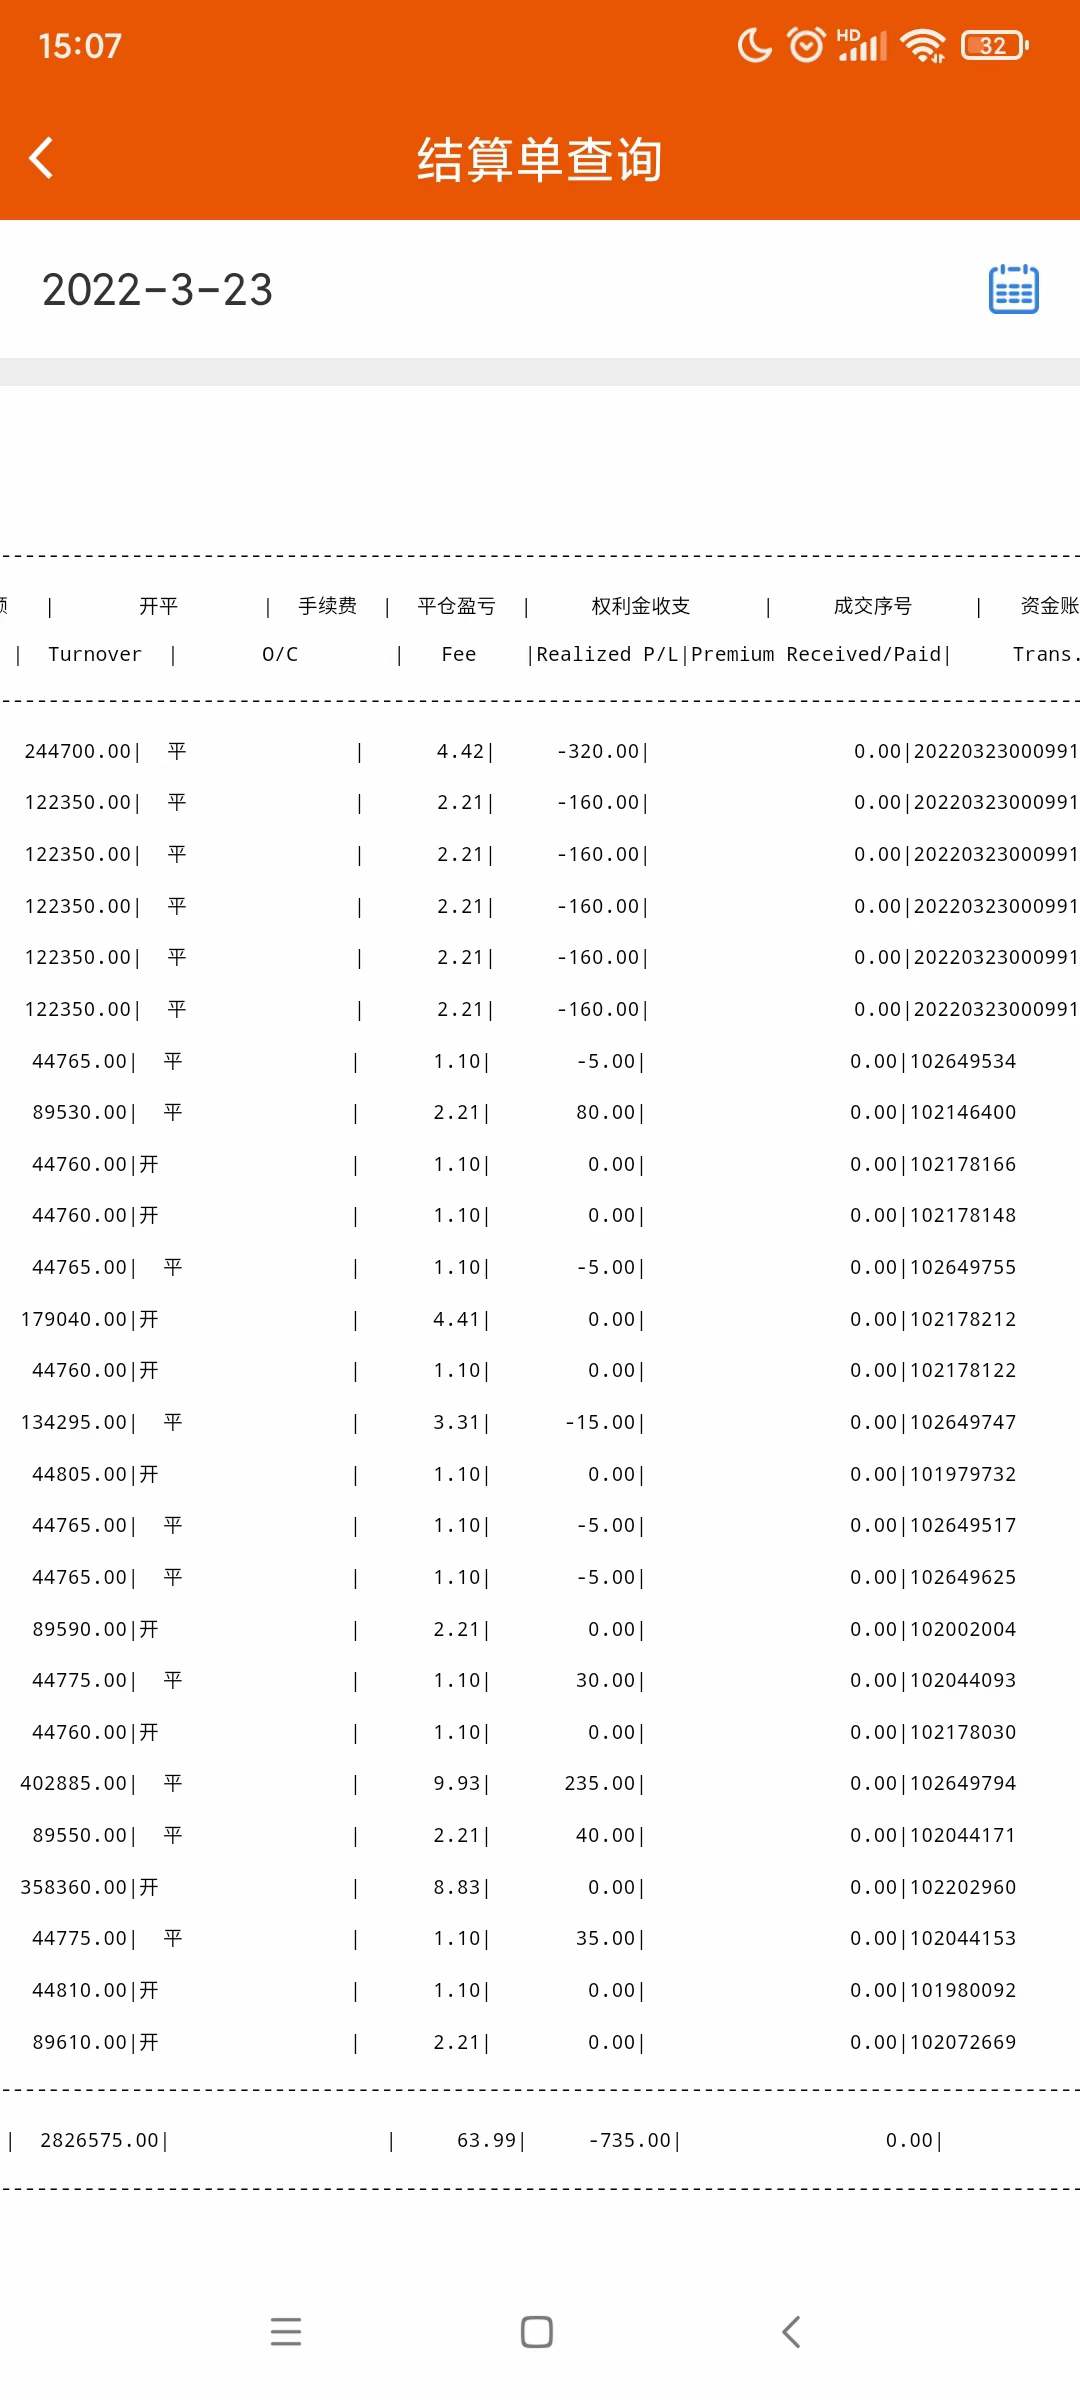 15:07 HD 32
结算单查询
2022-3-23
| 开平 | 手续费 | 平仓盈亏 | 权利金收支 | 成交序号 | 资金账
| Turnover | O/C | Fee |Realized P/L|Premium Received/Paid| Trans.
244700.00| 平 | 4.42| -320.00| 0.00|20220323000991
122350.00| 平 | 2.21| -160.00| 0.00|20220323000991
122350.00| 平 | 2.21| -160.00| 0.00|20220323000991
122350.00| 平 | 2.21| -160.00| 0.00|20220323000991
122350.00| 平 | 2.21| -160.00| 0.00|20220323000991
122350.00| 平 | 2.21| -160.00| 0.00|20220323000991
44765.00| 平 | 1.10| -5.00| 0.00|102649534
89530.00| 平 | 2.21| 80.00| 0.00|102146400
44760.00|开 | 1.10| 0.00| 0.00|102178166
44760.00|开 | 1.10| 0.00| 0.00|102178148
44765.00| 平 | 1.10| -5.00| 0.00|102649755
179040.00|开 | 4.41| 0.00| 0.00|102178212
44760.00|开 | 1.10| 0.00| 0.00|102178122
134295.00| 平 | 3.31| -15.00| 0.00|102649747
44805.00|开 | 1.10| 0.00| 0.00|101979732
44765.00| 平 | 1.10| -5.00| 0.00|102649517
44765.00| 平 | 1.10| -5.00| 0.00|102649625
89590.00|开 | 2.21| 0.00| 0.00|102002004
44775.00| 平 | 1.10| 30.00| 0.00|102044093
44760.00|开 | 1.10| 0.00| 0.00|102178030
402885.00| 平 | 9.93| 235.00| 0.00|102649794
89550.00| 平 | 2.21| 40.00| 0.00|102044171
358360.00|开 | 8.83| 0.00| 0.00|102202960
44775.00| 平 | 1.10| 35.00| 0.00|102044153
44810.00|开 | 1.10| 0.00| 0.00|101980092
89610.00|开 | 2.21| 0.00| 0.00|102072669
| 2826575.00| | 63.99| -735.00| 0.00|